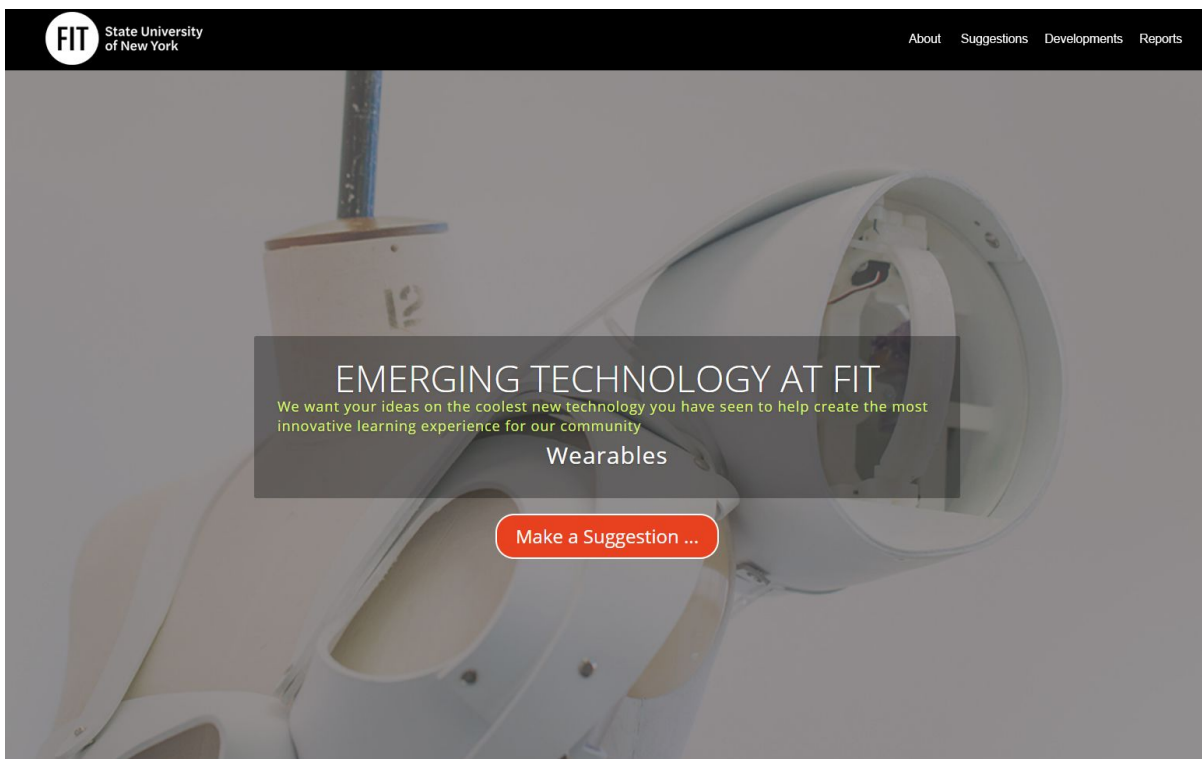 FIT
State University
of New York
About Suggestions Developments Reports
12
EMERGING TECHNOLOGY AT FIT
We want your ideas on the coolest new technology you have seen to help create the most
innovative learning experience for our community
Wearables
Make a Suggestion ...